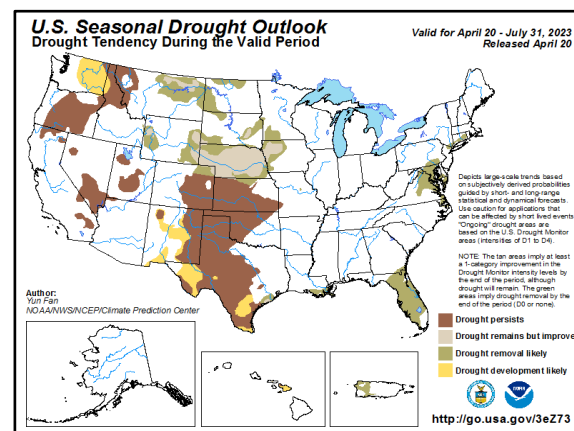 U.S. Seasonal Drought Outlook
Drought Tendency During the Valid Period
Valid for April 20 - July 31, 2023
Released April 20
Depicts large-scale trends based
on subjectively derived probabilities
guided by short- and long-range
statistical and dynamical forecasts.
Use caution for applications that
can be affected by short lived events.
"Ongoing" drought areas are
based on the U.S. Drought Monitor
areas (intensities of D1 to D4).
NOTE: The tan areas imply at least
a 1-category improvement in the
Drought Monitor intensity levels by
the end of the period, although
drought will remain. The green
areas imply drought removal by the
end of the period (D0 or none).
Author:
Yun Fan
NOAA/NWS/NCEP/Climate Prediction Center
Drought persists
Drought remains but improve
Drought removal likely
Drought development likely
http://go.usa.gov/3eZ73